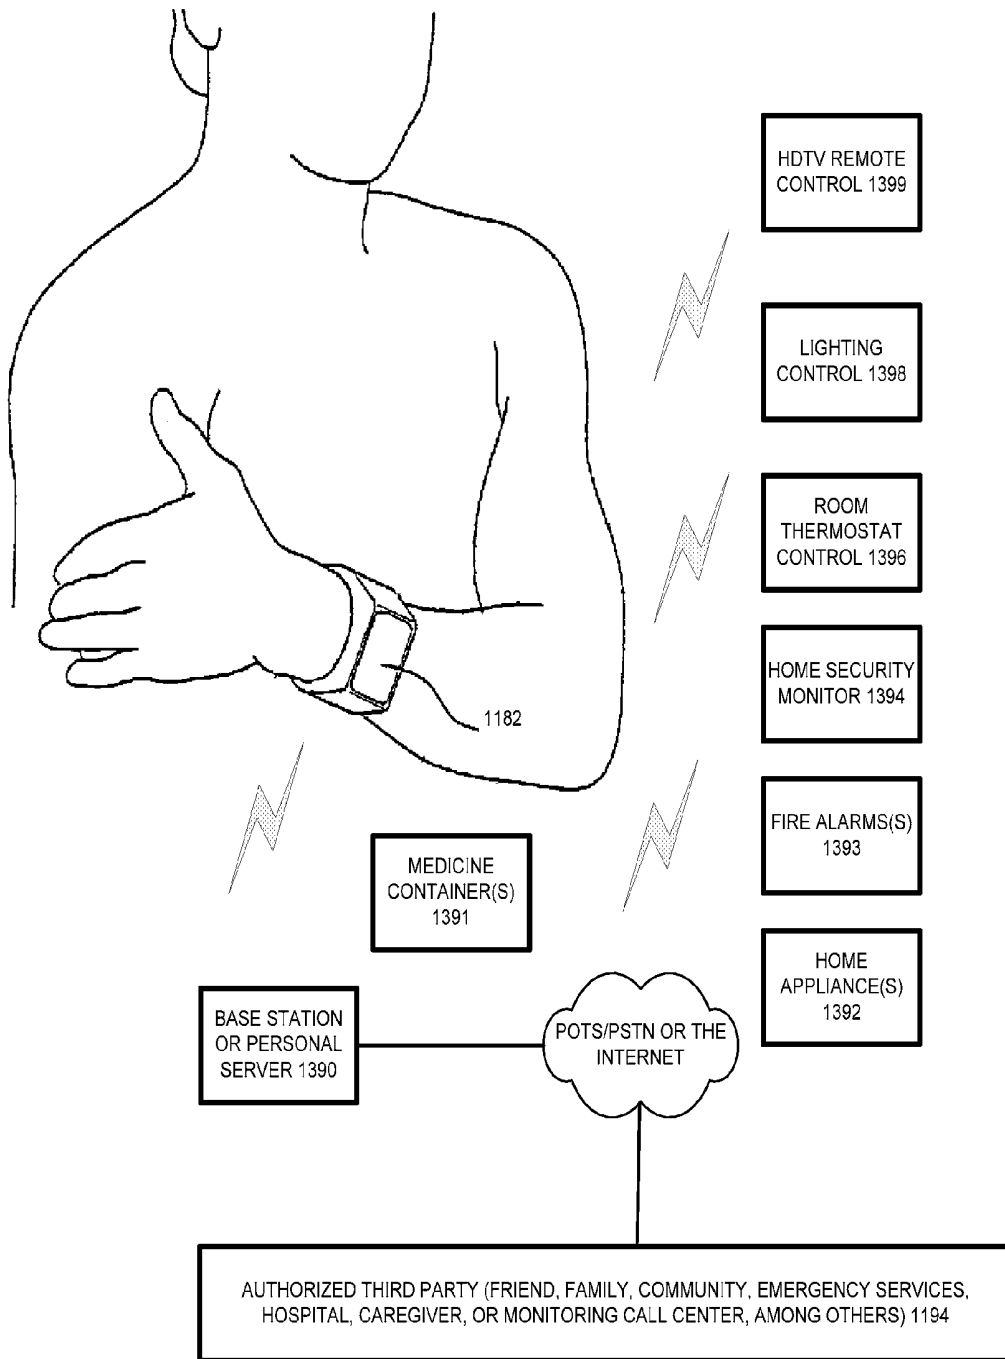 HDTV REMOTE
CONTROL 1399
LIGHTING
CONTROL 1398
ROOM
THERMOSTAT
CONTROL 1396
HOME SECURITY
MONITOR 1394
1182
FIRE ALARMS(S)
1393
MEDICINE
CONTAINER(S)
1391
HOME
APPLIANCE(S)
1392
BASE STATION
OR PERSONAL
SERVER 1390
POTS/PSTN OR THE
INTERNET
AUTHORIZED THIRD PARTY (FRIEND, FAMILY, COMMUNITY, EMERGENCY SERVICES,
HOSPITAL, CAREGIVER, OR MONITORING CALL CENTER, AMONG OTHERS) 1194